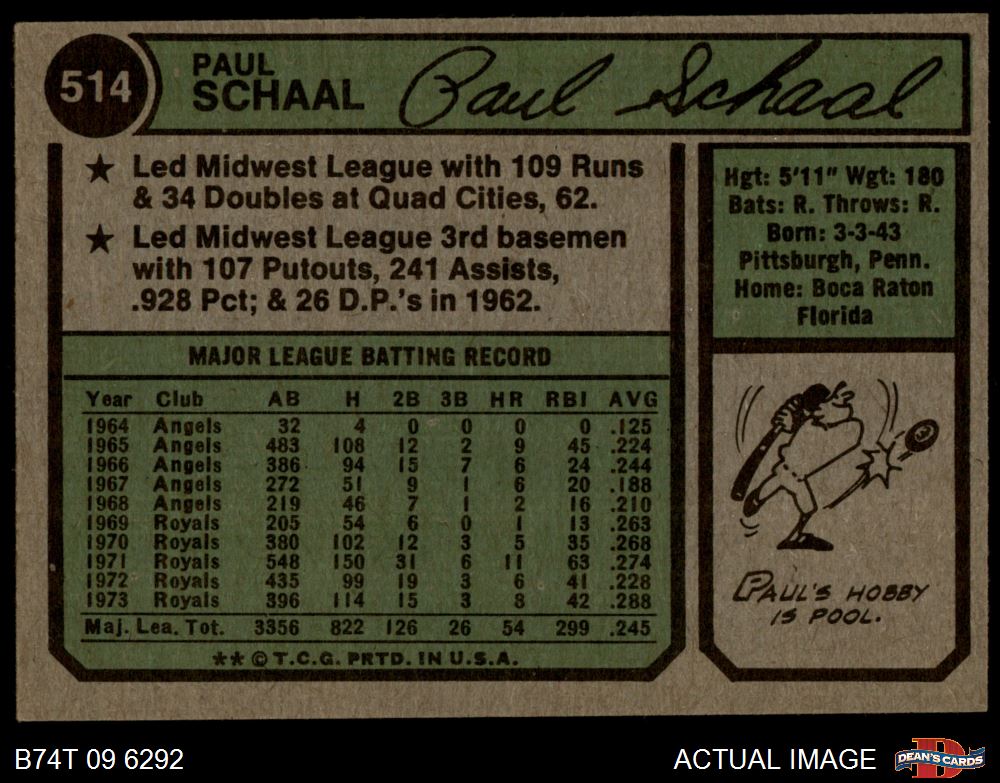 514
PAUL
SCHAAL
Paul Schaal
★ Led Midwest League with 109 Runs
& 34 Doubles at Quad Cities, 62.
★ Led Midwest League 3rd basemen
with 107 Putouts, 241 Assists,
.928 Pct; & 26 D.P.'s in 1962.
Hgt: 5'11" Wgt: 180
Bats: R. Throws: R.
Born: 3-3-43
Pittsburgh, Penn.
Home: Boca Raton
Florida
MAJOR LEAGUE BATTING RECORD
Year Club AB H 2B 3B HR RBI AVG
1964 Angels 32 4 0 0 0 0 .125
1965 Angels 483 108 12 2 9 45 .224
1966 Angels 386 94 15 7 6 24 .244
1967 Angels 272 51 9 1 6 20 .188
1968 Angels 219 46 7 1 2 16 .210
1969 Royals 205 54 6 0 1 13 .263
1970 Royals 380 102 12 3 5 35 .268
1971 Royals 548 150 31 6 11 63 .274
1972 Royals 435 99 19 3 6 41 .228
1973 Royals 396 114 15 3 8 42 .288
Maj. Lea. Tot. 3356 822 126 26 54 299 .245
** © T.C.G. PRTD. IN U.S.A.
8
PAUL'S HOBBY
IS POOL.
B74T 09 6292
ACTUAL IMAGE
D
DEAN'S CARDS